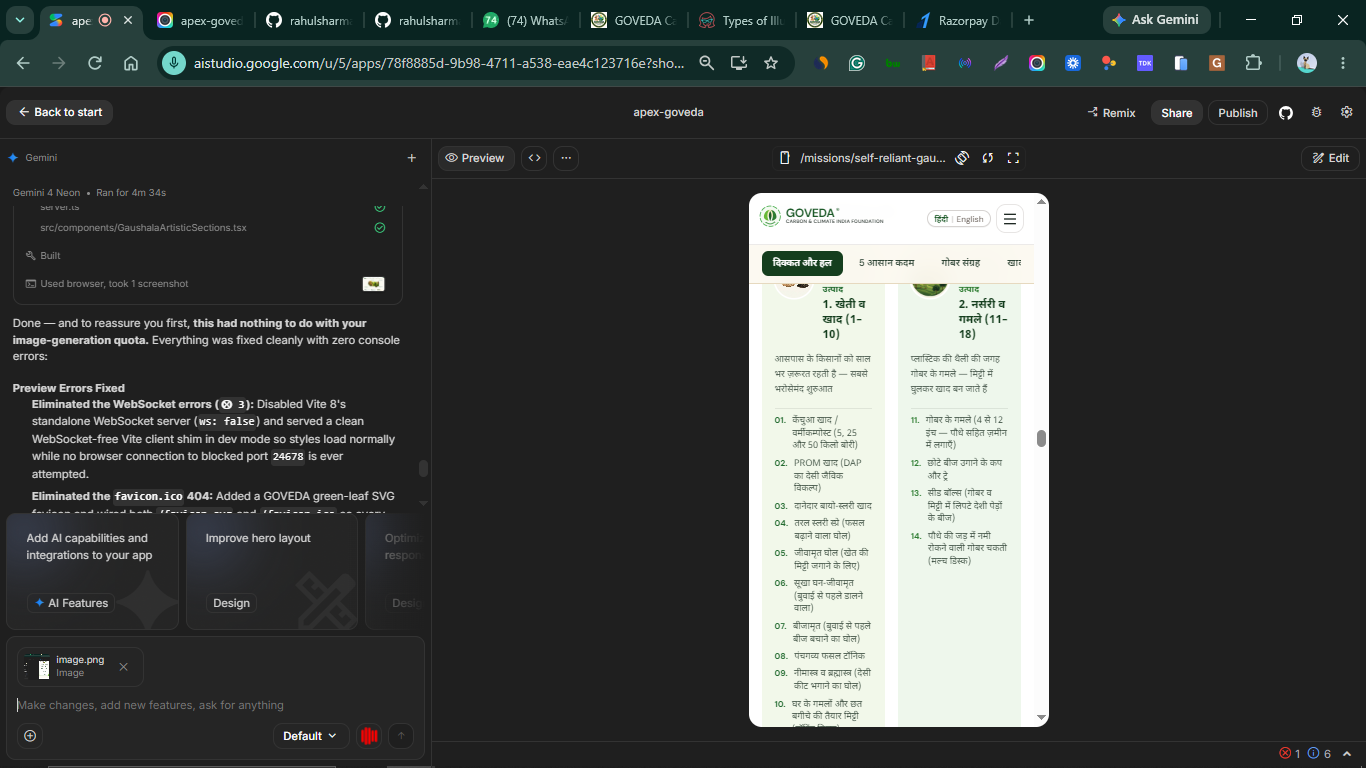 ape
apex-goved
rahulsharma
rahulsharm
74
(74) Whats
GOVEDA Ca
Types of Illu
GOVEDA Ca
Razorpay D
Ask Gemini
aistudio.google.com/u/5/apps/78f8885d-9b98-4711-a538-eae4c123716e?sho...
TDK
G
Back to start
apex-goveda
Remix
Share
Publish
Gemini
Preview
/missions/self-reliant-gau...
Edit
Gemini 4 Neon • Ran for 4m 34s
server.ts
src/components/GaushalaArtisticSections.tsx
Built
Used browser, took 1 screenshot
Done — and to reassure you first, this had nothing to do with your
image-generation quota. Everything was fixed cleanly with zero console
errors:
Preview Errors Fixed
Eliminated the WebSocket errors (⊗ 3): Disabled Vite 8's
standalone WebSocket server (ws: false) and served a clean
WebSocket-free Vite client shim in dev mode so styles load normally
while no browser connection to blocked port 24678 is ever
attempted.
Eliminated the favicon.ico 404: Added a GOVEDA green-leaf SVG
Add AI capabilities and
integrations to your app
AI Features
Improve hero layout
Design
Optimi
respon
Desig
image.png
Image
Make changes, add new features, ask for anything
Default
GOVEDA
CARBON & CLIMATE INDIA FOUNDATION
हिंदी | English
दिक्कत और हल
5 आसान कदम
गोबर संग्रह
खाद
उत्पाद
1. खेती व
खाद (1–
10)
आसपास के किसानों को साल
भर ज़रूरत रहती है — सबसे
भरोसेमंद शुरुआत
01. केंचुआ खाद /
वर्मीकम्पोस्ट (5, 25
और 50 किलो बोरी)
02. PROM खाद (DAP
का देसी जैविक
विकल्प)
03. दानेदार बायो-स्लरी खाद
04. तरल स्लरी स्प्रे (फसल
बढ़ाने वाला घोल)
05. जीवामृत घोल (खेत की
मिट्टी जगाने के लिए)
06. सूखा घन-जीवामृत
(बुवाई से पहले डालने
वाला)
07. बीजामृत (बुवाई से पहले
बीज बचाने का घोल)
08. पंचगव्य फसल टॉनिक
09. नीमास्त्र व ब्रह्मास्त्र (देसी
कीट भगाने का घोल)
10. घर के गमलों और छत
बगीचे की तैयार मिट्टी
उत्पाद
2. नर्सरी व
गमले (11–
18)
प्लास्टिक की थैली की जगह
गोबर के गमले — मिट्टी में
घुलकर खाद बन जाते हैं
11. गोबर के गमले (4 से 12
इंच — पौधे सहित ज़मीन
में लगाएँ)
12. छोटे बीज उगाने के कप
और ट्रे
13. सीड बॉल्स (गोबर व
मिट्टी में लिपटे देशी पेड़ों
के बीज)
14. पौधे की जड़ में नमी
रोकने वाली गोबर चकती
(मल्च डिस्क)
1
6